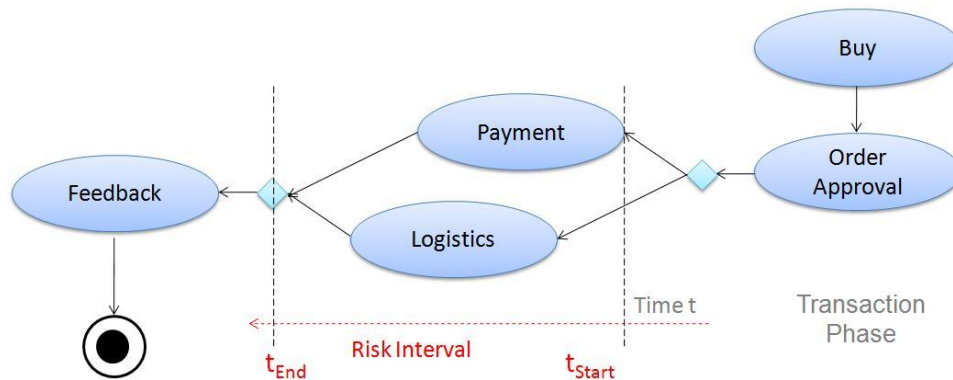 Buy
Payment
Order
Approval
Feedback
Logistics
Time t
Transaction
Phase
Risk Interval
tEnd
tStart